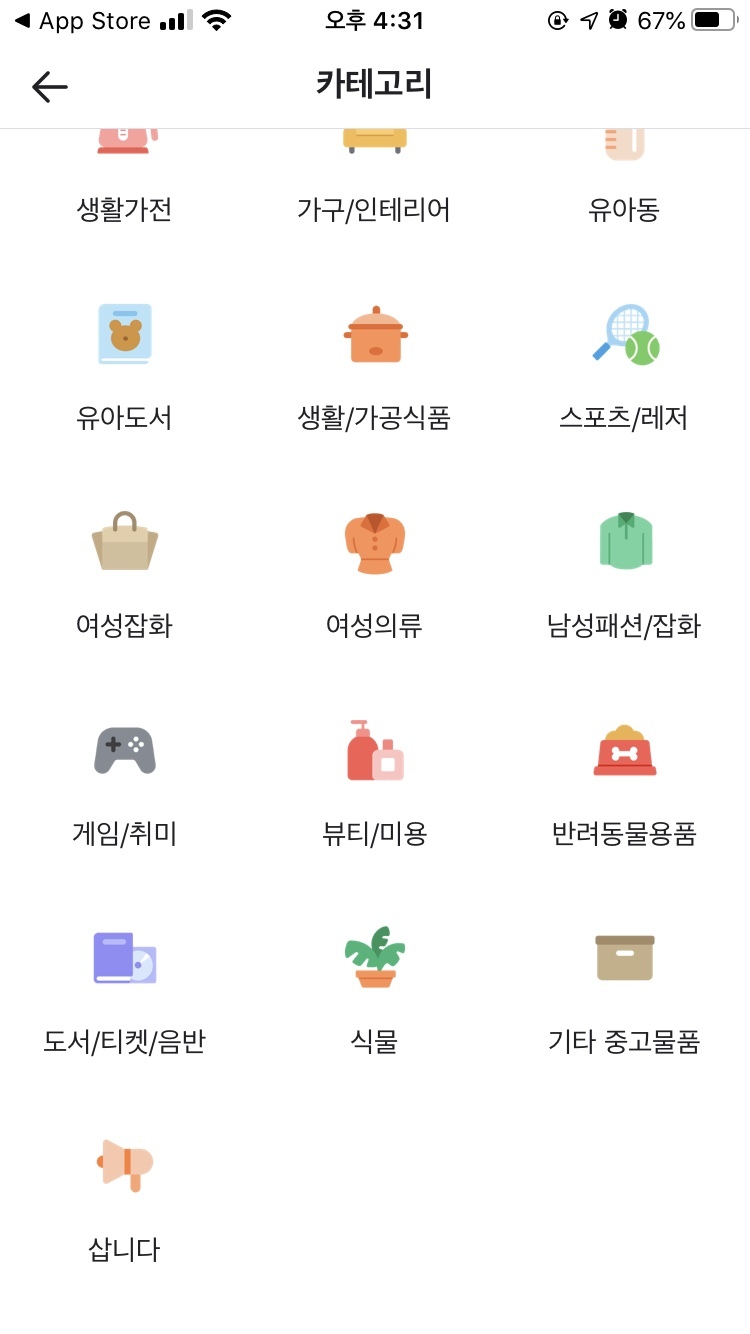 App Store 오후 4:31 67%
카테고리
생활가전 가구/인테리어 유아동
유아도서 생활/가공식품 스포츠/레저
여성잡화 여성의류 남성패션/잡화
게임/취미 뷰티/미용 반려동물용품
도서/티켓/음반 식물 기타 중고물품
삽니다